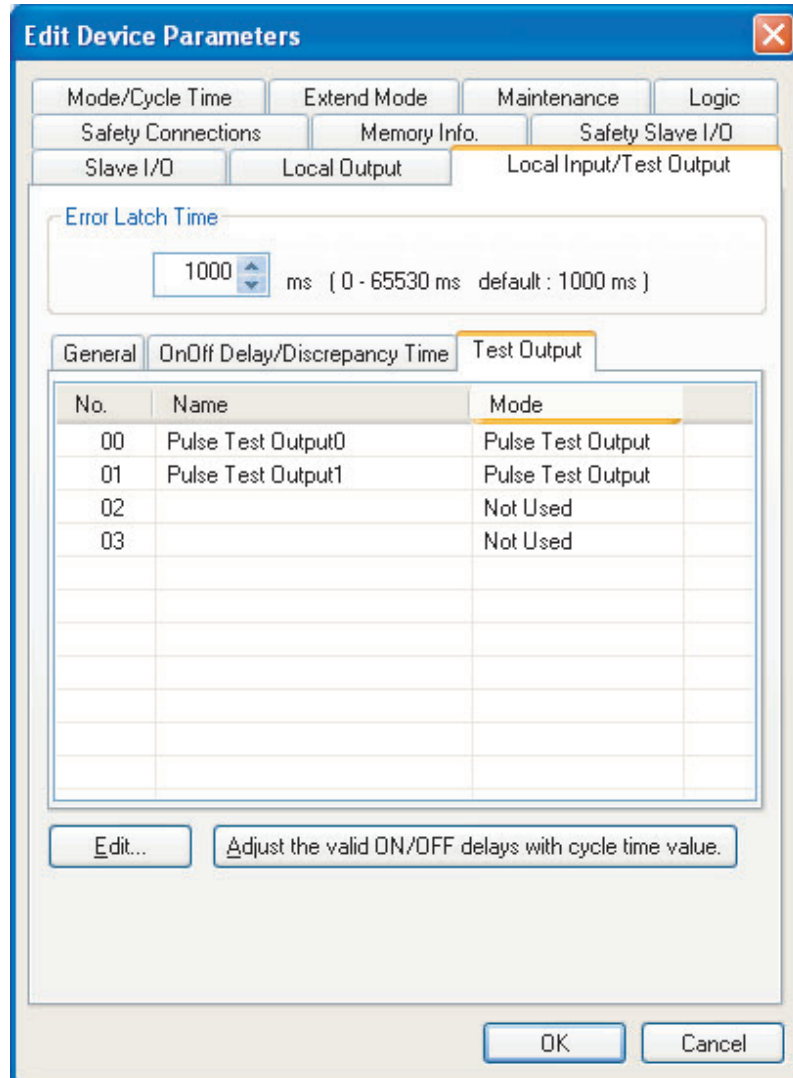 Edit Device Parameters
Mode/Cycle Time Extend Mode Maintenance Logic
Safety Connections Memory Info. Safety Slave I/O
Slave I/O Local Output Local Input/Test Output
Error Latch Time
1000 ms ( 0 - 65530 ms default : 1000 ms )
General OnOff Delay/Discrepancy Time Test Output
No. Name Mode
00 Pulse Test Output0 Pulse Test Output
01 Pulse Test Output1 Pulse Test Output
02 Not Used
03 Not Used
Edit... Adjust the valid ON/OFF delays with cycle time value.
OK Cancel